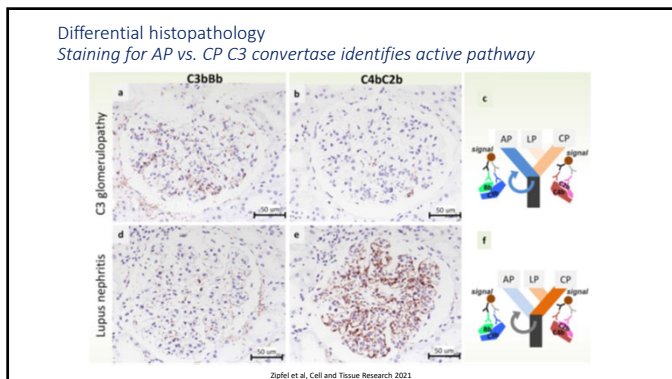 Differential histopathology
Staining for AP vs. CP C3 convertase identifies active pathway
C3bBb
C4bC2b
C3 glomerulopathy
a
50 um
b
50 um
c
AP LP CP
signal
signal
Lupus nephritis
d
50 um
e
50 um
f
AP LP CP
signal
signal
Zipfel et al, Cell and Tissue Research 2021